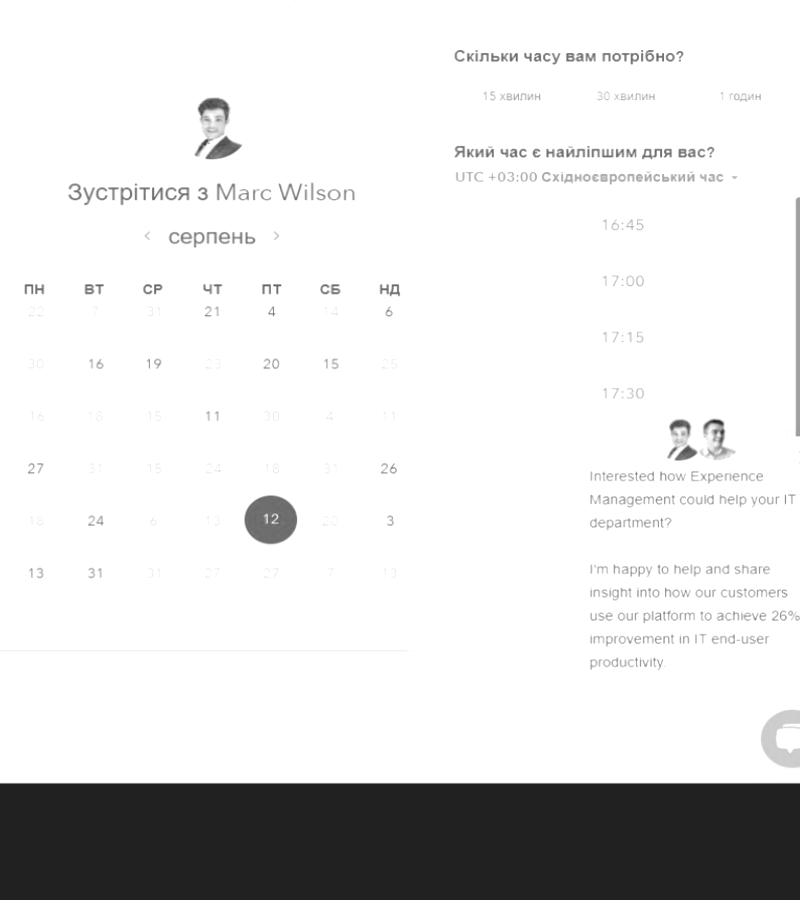 Зустрітися з Marc Wilson
серпень
ПН ВТ СР ЧТ ПТ СБ НД
22 7 31 21 4 14 6
30 16 19 23 20 15 25
16 18 15 11 30 4 11
27 31 15 24 18 31 26
18 24 6 13 12 20 3
13 31 31 27 27 7 13
Скільки часу вам потрібно?
15 хвилин 30 хвилин 1 годин
Який час є найліпшим для вас?
UTC +03:00 Східноєвропейський час
16:45
17:00
17:15
17:30
Interested how Experience
Management could help your IT
department?
I'm happy to help and share
insight into how our customers
use our platform to achieve 26%
improvement in IT end-user
productivity.